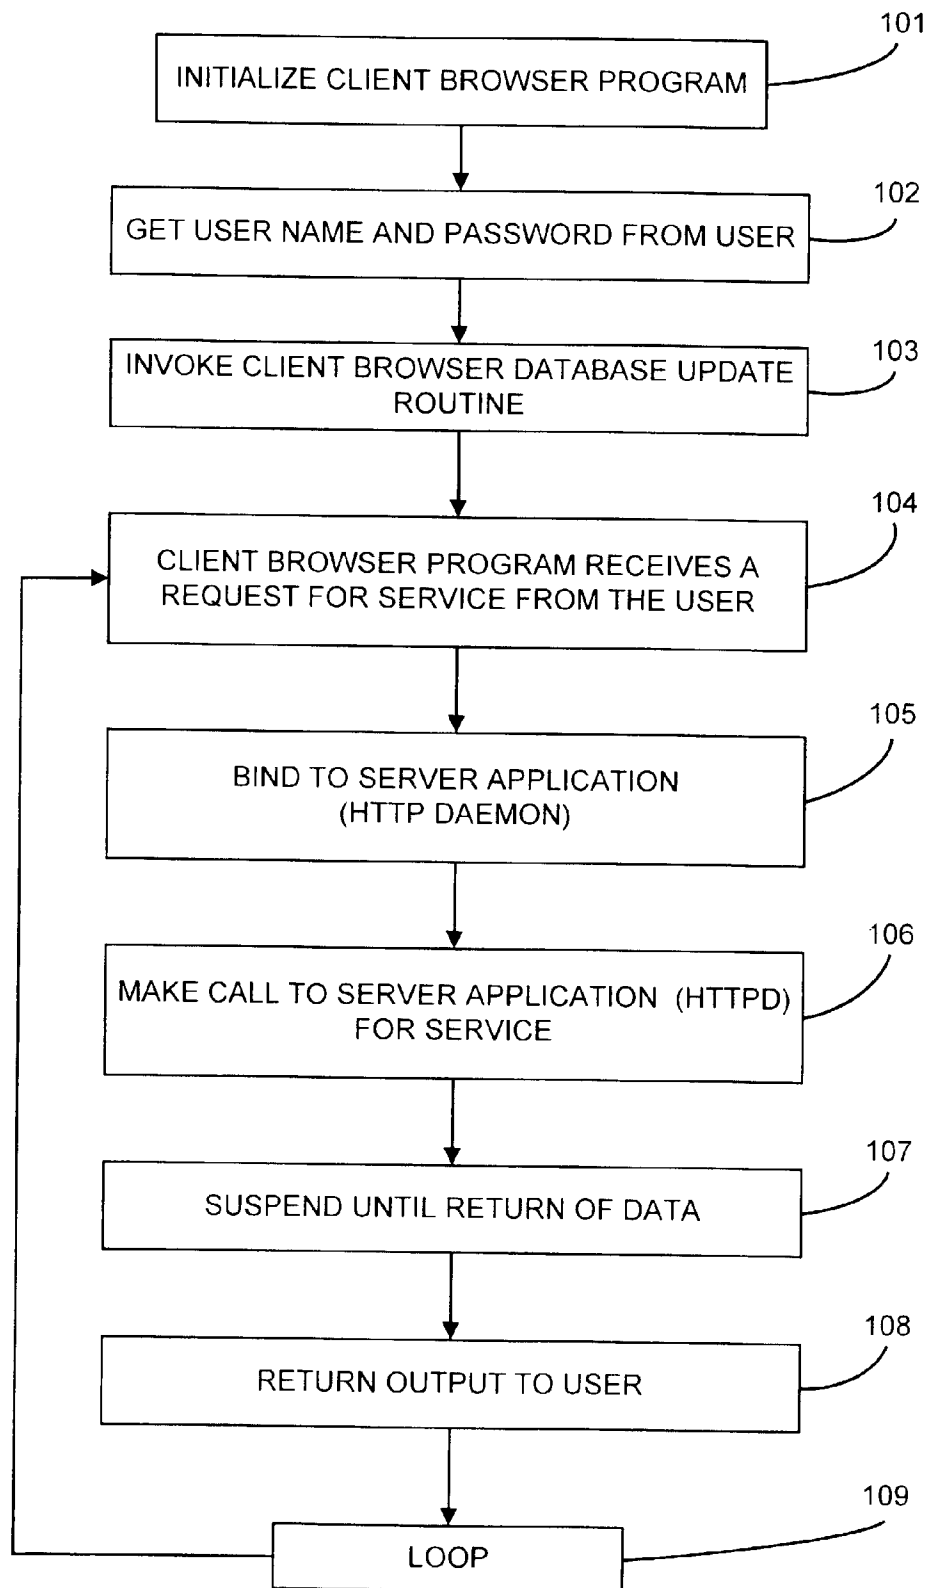 101
INITIALIZE CLIENT BROWSER PROGRAM
102
GET USER NAME AND PASSWORD FROM USER
103
INVOKE CLIENT BROWSER DATABASE UPDATE
ROUTINE
104
CLIENT BROWSER PROGRAM RECEIVES A
REQUEST FOR SERVICE FROM THE USER
105
BIND TO SERVER APPLICATION
(HTTP DAEMON)
106
MAKE CALL TO SERVER APPLICATION (HTTPD)
FOR SERVICE
107
SUSPEND UNTIL RETURN OF DATA
108
RETURN OUTPUT TO USER
109
LOOP